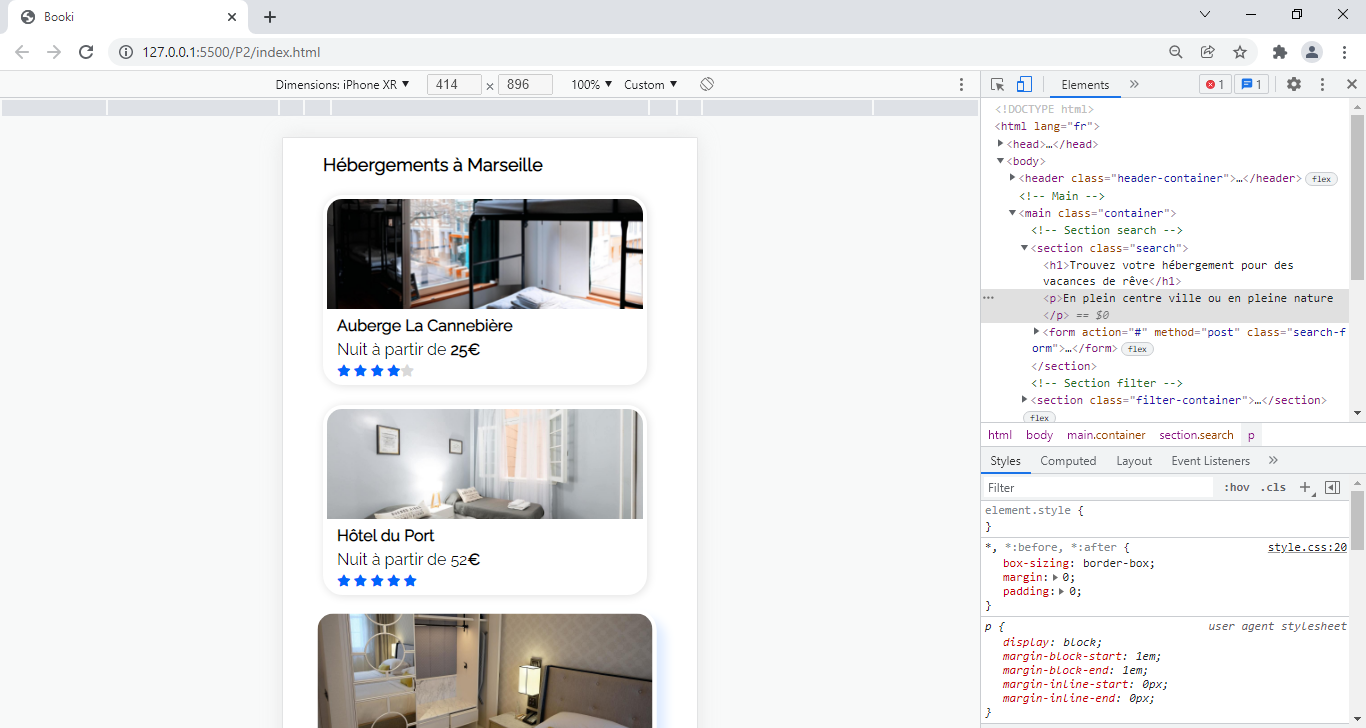 Booki
127.0.0.1:5500/P2/index.html
Dimensions: iPhone XR ▼ 414 × 896 100% ▼ Custom ▼
Elements » 1 1
Hébergements à Marseille
Auberge La Cannebière
Nuit à partir de 25€
Hôtel du Port
Nuit à partir de 52€
<!DOCTYPE html>
<html lang="fr">
<head>…</head>
<body>
<header class="header-container">…</header> flex
<!-- Main -->
<main class="container">
<!-- Section search -->
<section class="search">
<h1>Trouvez votre hébergement pour des
vacances de rêve</h1>
<p>En plein centre ville ou en pleine nature
</p> == $0
<form action="#" method="post" class="search-f
orm">…</form> flex
</section>
<!-- Section filter -->
<section class="filter-container">…</section>
flex
html body main.container section.search p
Styles Computed Layout Event Listeners »
Filter :hov .cls +
element.style {
}
*, *:before, *:after { style.css:20
box-sizing: border-box;
margin: 0;
padding: 0;
}
p { user agent stylesheet
display: block;
margin-block-start: 1em;
margin-block-end: 1em;
margin-inline-start: 0px;
margin-inline-end: 0px;
}